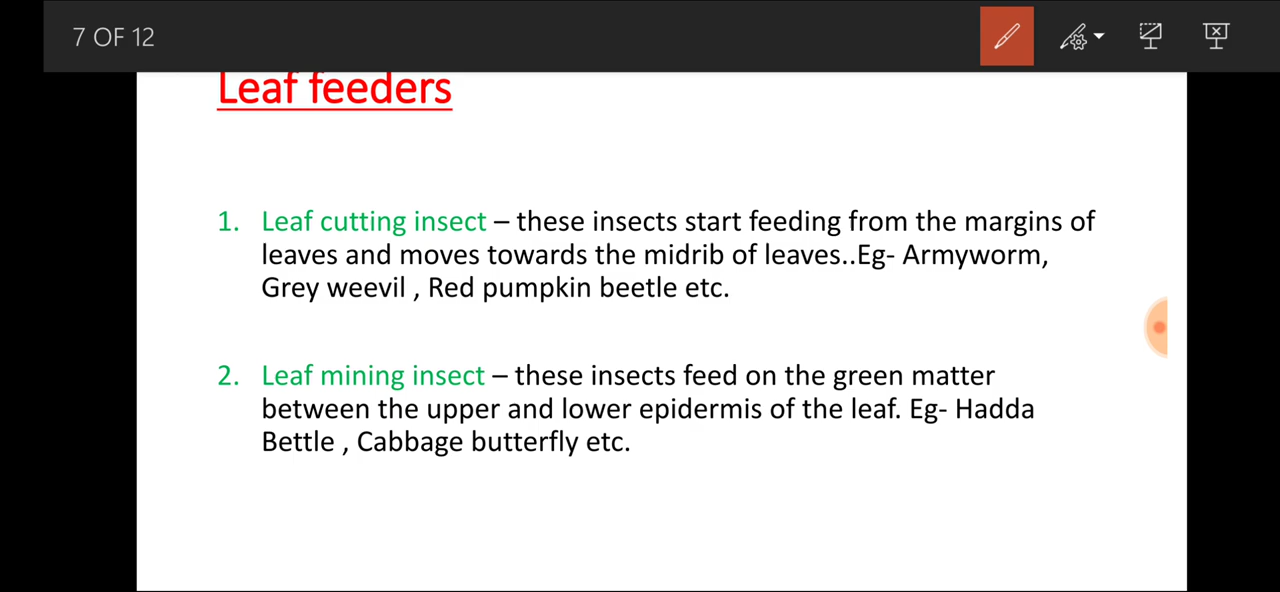 7 OF 12
Leaf feeders
1. Leaf cutting insect – these insects start feeding from the margins of
leaves and moves towards the midrib of leaves..Eg- Armyworm,
Grey weevil , Red pumpkin beetle etc.
2. Leaf mining insect – these insects feed on the green matter
between the upper and lower epidermis of the leaf. Eg- Hadda
Bettle , Cabbage butterfly etc.